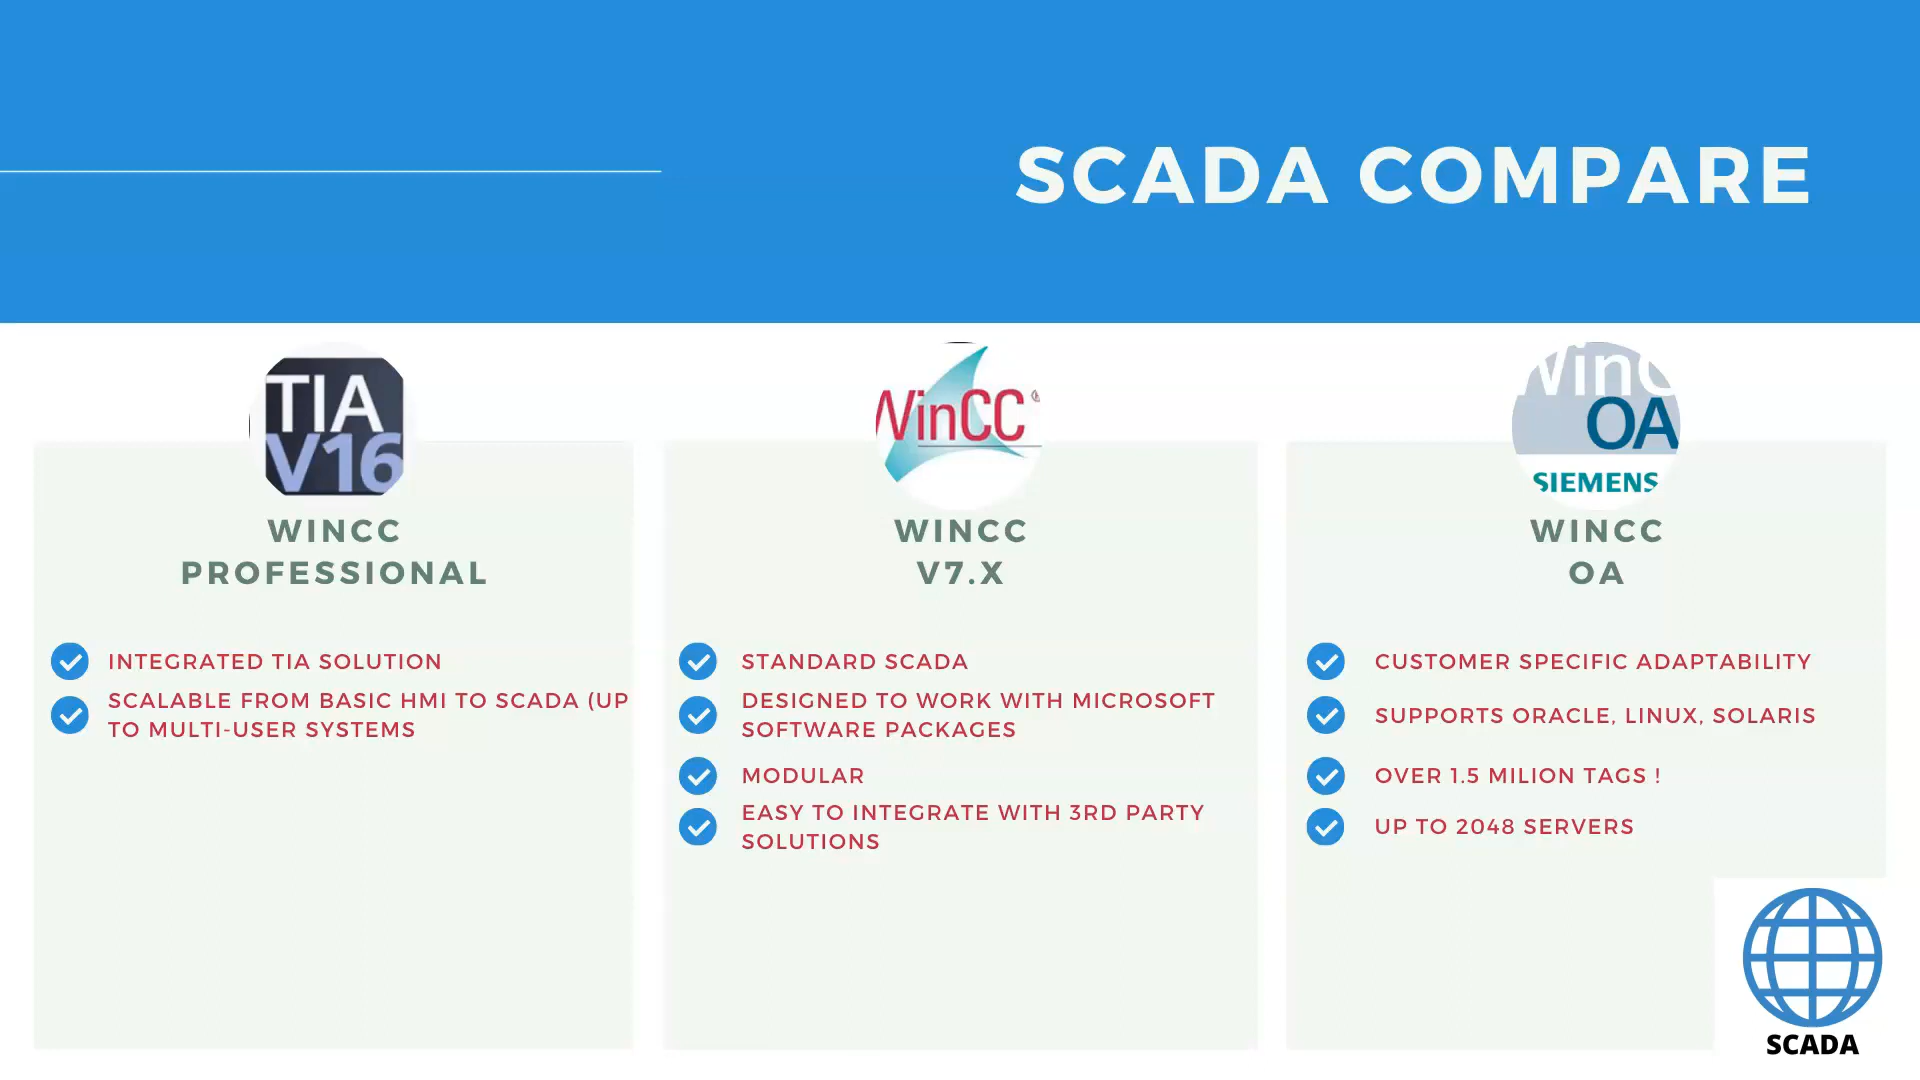 SCADA COMPARE
TIA
V16
WINCC
PROFESSIONAL
INTEGRATED TIA SOLUTION
SCALABLE FROM BASIC HMI TO SCADA (UP
TO MULTI-USER SYSTEMS
WinCC®
WINCC
V7.X
STANDARD SCADA
DESIGNED TO WORK WITH MICROSOFT
SOFTWARE PACKAGES
MODULAR
EASY TO INTEGRATE WITH 3RD PARTY
SOLUTIONS
WinC
OA
SIEMENS
WINCC
OA
CUSTOMER SPECIFIC ADAPTABILITY
SUPPORTS ORACLE, LINUX, SOLARIS
OVER 1.5 MILION TAGS !
UP TO 2048 SERVERS
SCADA